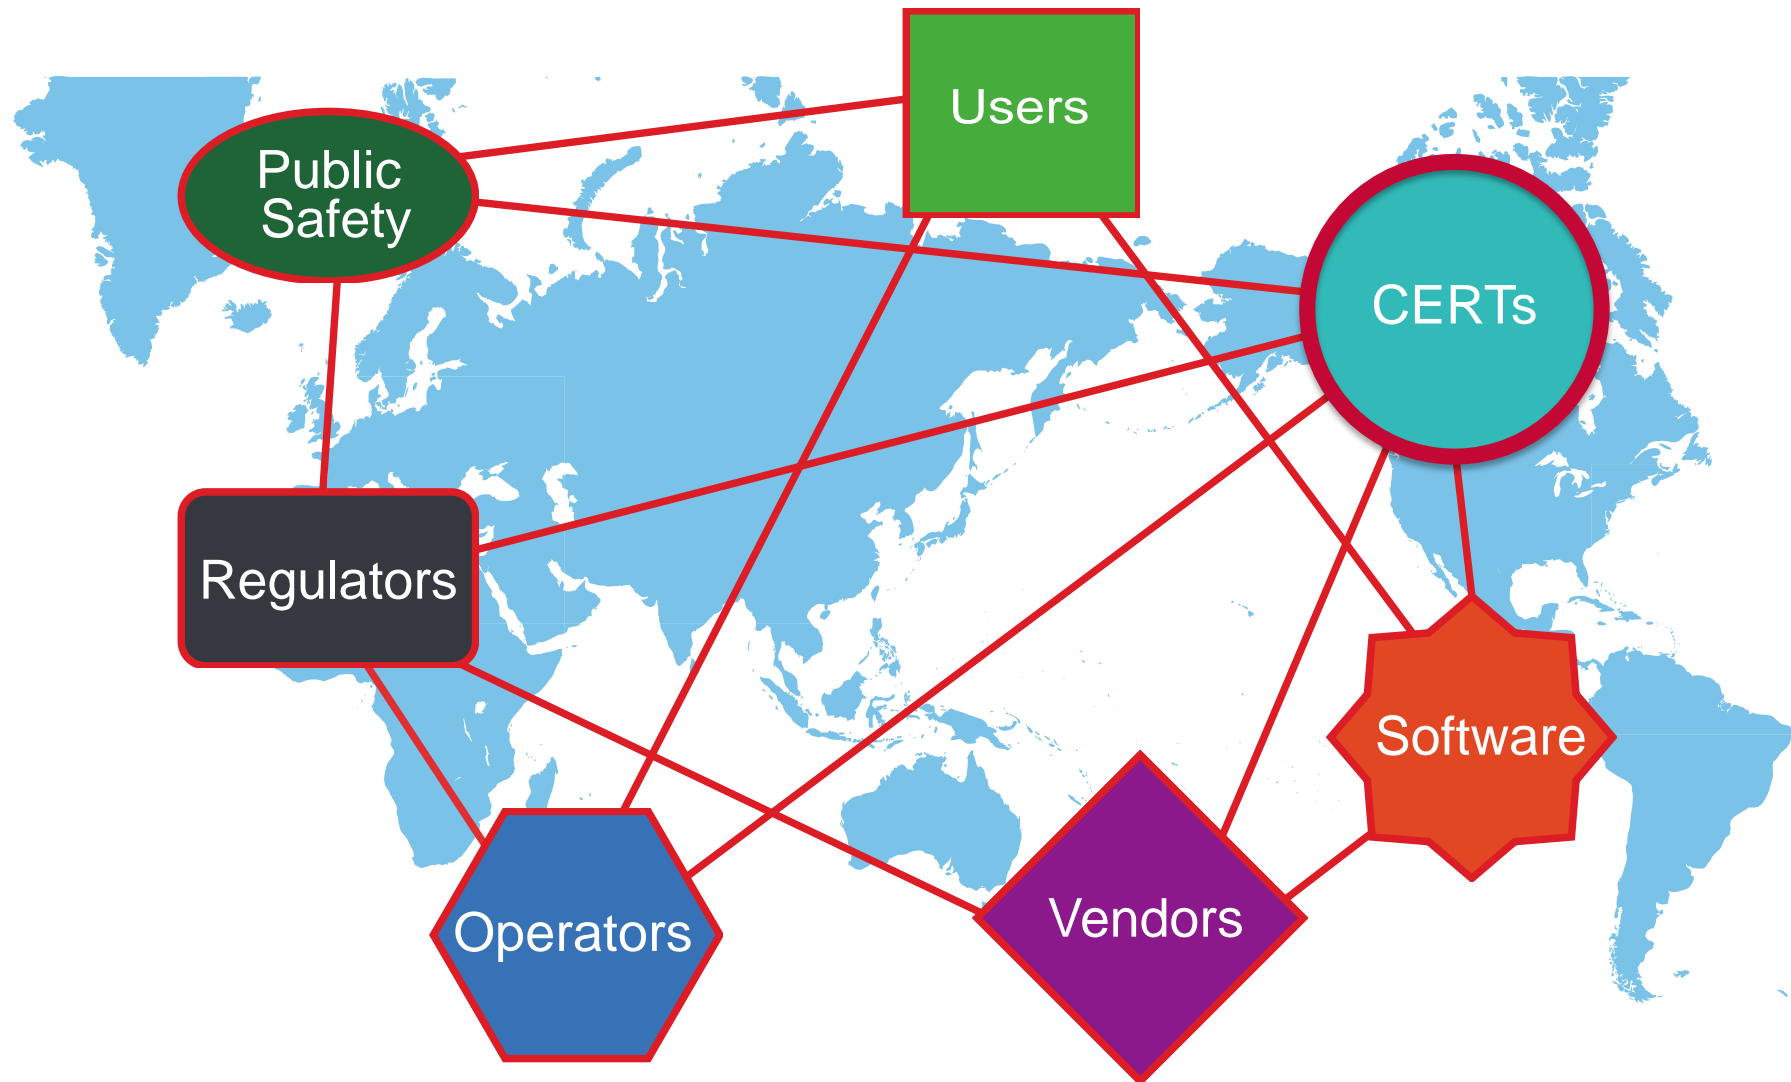 Users
Public
Safety
CERTs
Regulators
Software
Operators
Vendors